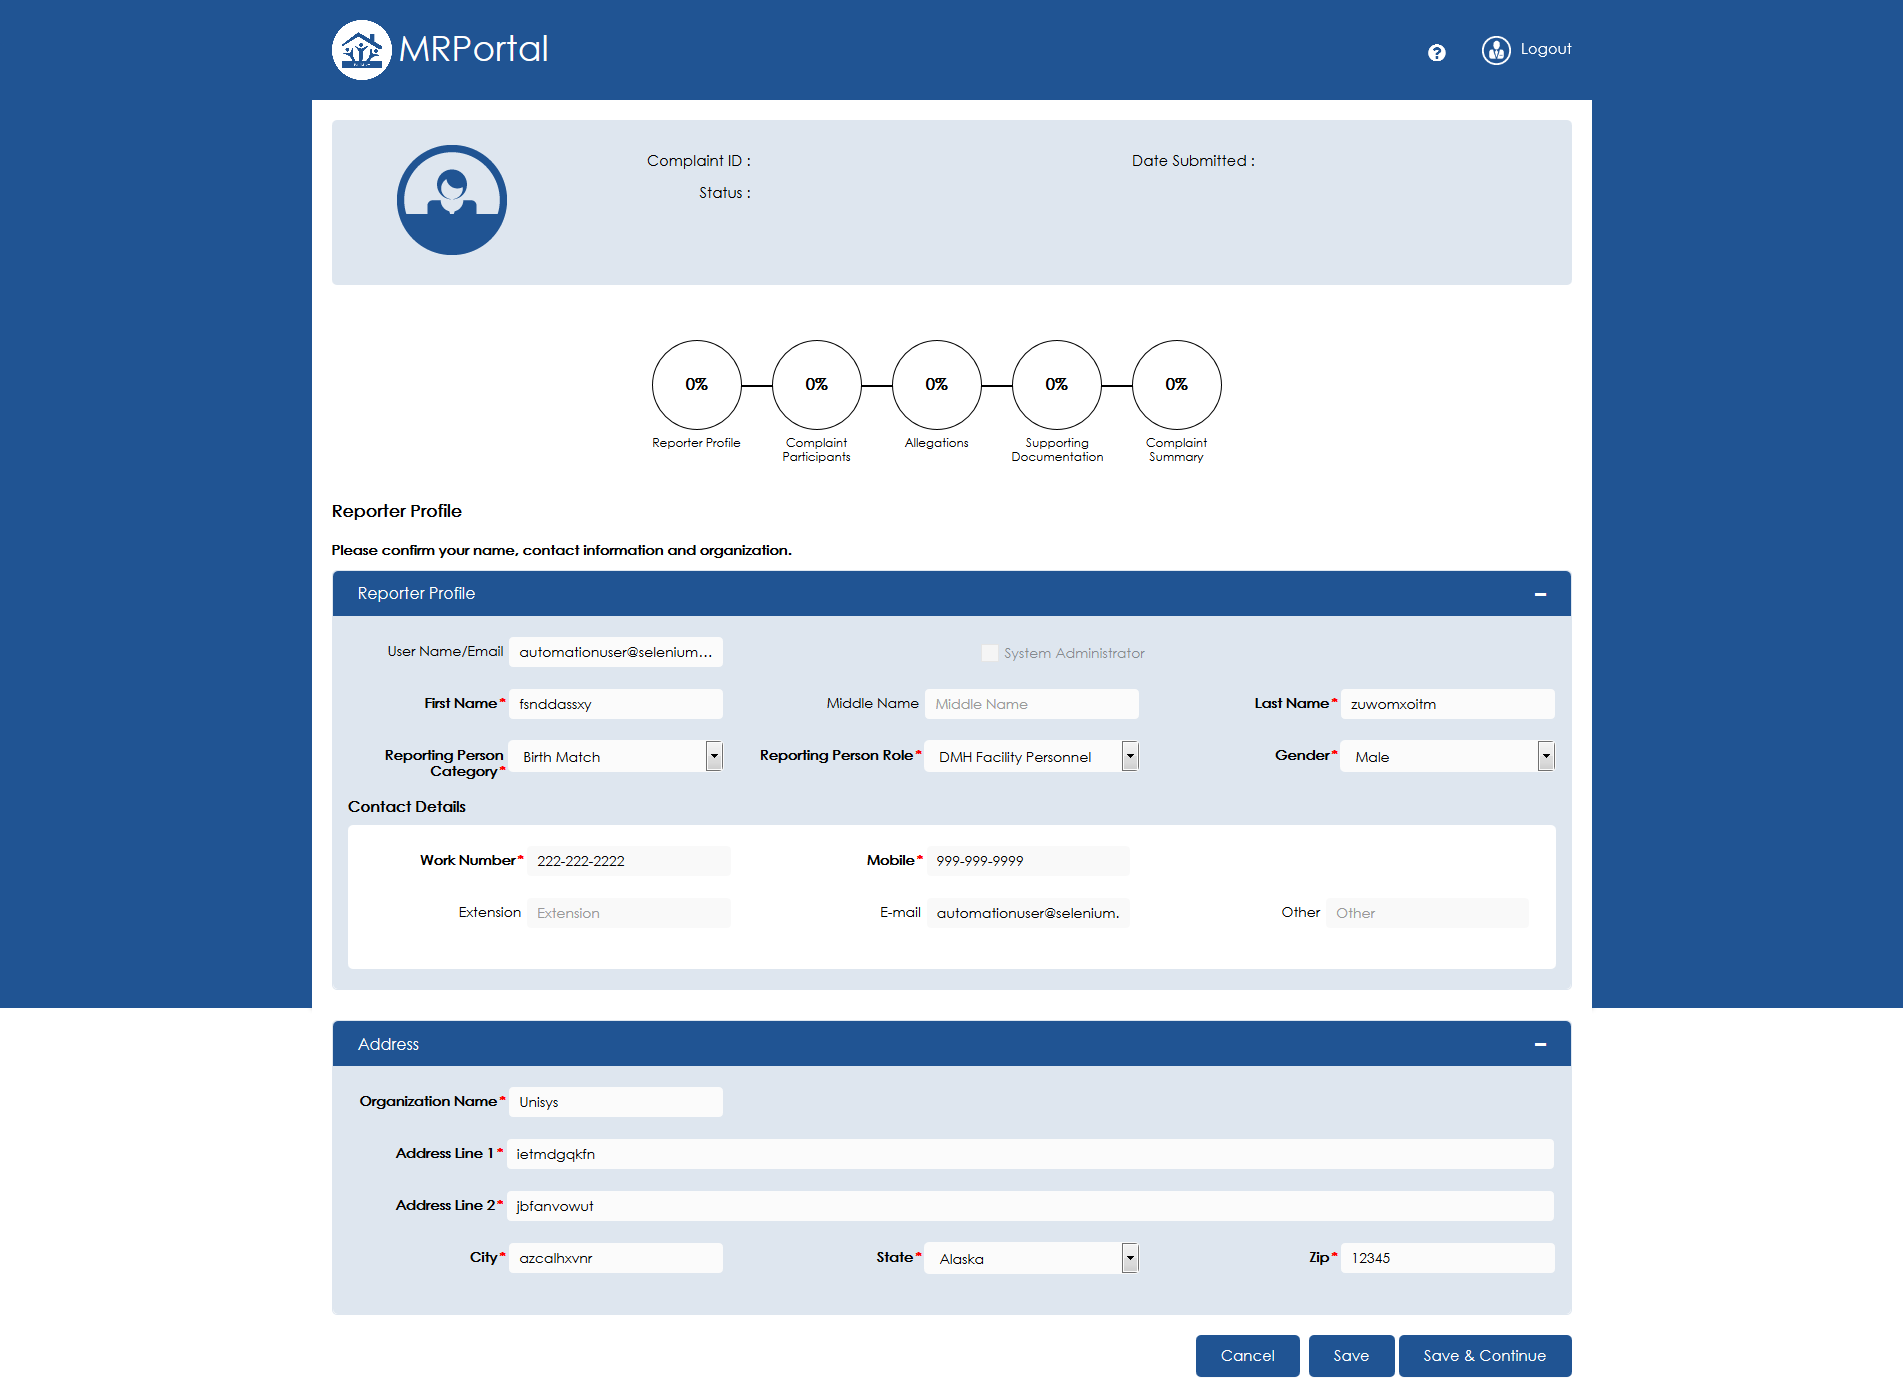 MRPortal
Logout
Complaint ID :
Date Submitted :
Status :
0% 0% 0% 0% 0%
Reporter Profile
Complaint
Participants
Allegations
Supporting
Documentation
Complaint
Summary
Reporter Profile
Please confirm your name, contact information and organization.
Reporter Profile
User Name/Email automationuser@selenium... System Administrator
First Name* fsnddassxy Middle Name Middle Name Last Name* zuwomxoitm
Reporting Person
Category* Birth Match Reporting Person Role* DMH Facility Personnel Gender* Male
Contact Details
Work Number* 222-222-2222 Mobile* 999-999-9999
Extension Extension E-mail automationuser@selenium. Other Other
Address
Organization Name* Unisys
Address Line 1* ietmdgqkfn
Address Line 2* jbfanvowut
City* azcalhxvnr State* Alaska Zip* 12345
Cancel Save Save & Continue